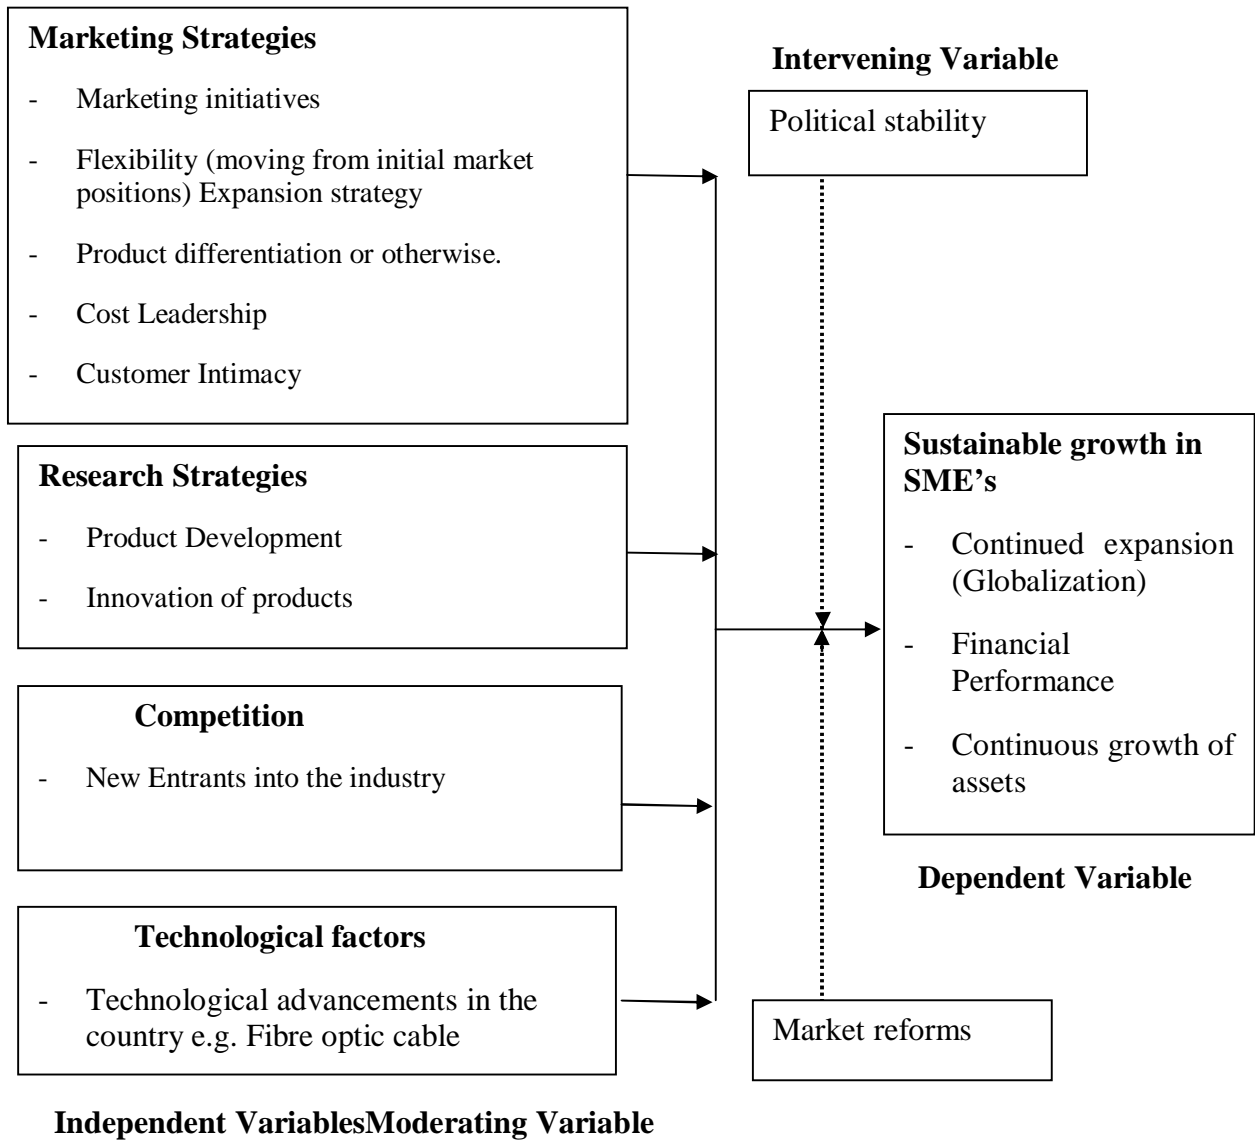 Marketing Strategies
- Marketing initiatives
- Flexibility (moving from initial market
positions) Expansion strategy
- Product differentiation or otherwise.
- Cost Leadership
- Customer Intimacy
Research Strategies
- Product Development
- Innovation of products
Competition
- New Entrants into the industry
Technological factors
- Technological advancements in the
country e.g. Fibre optic cable
Independent VariablesModerating Variable
Intervening Variable
Political stability
Market reforms
Sustainable growth in
SME’s
- Continued expansion
(Globalization)
- Financial
Performance
- Continuous growth of
assets
Dependent Variable